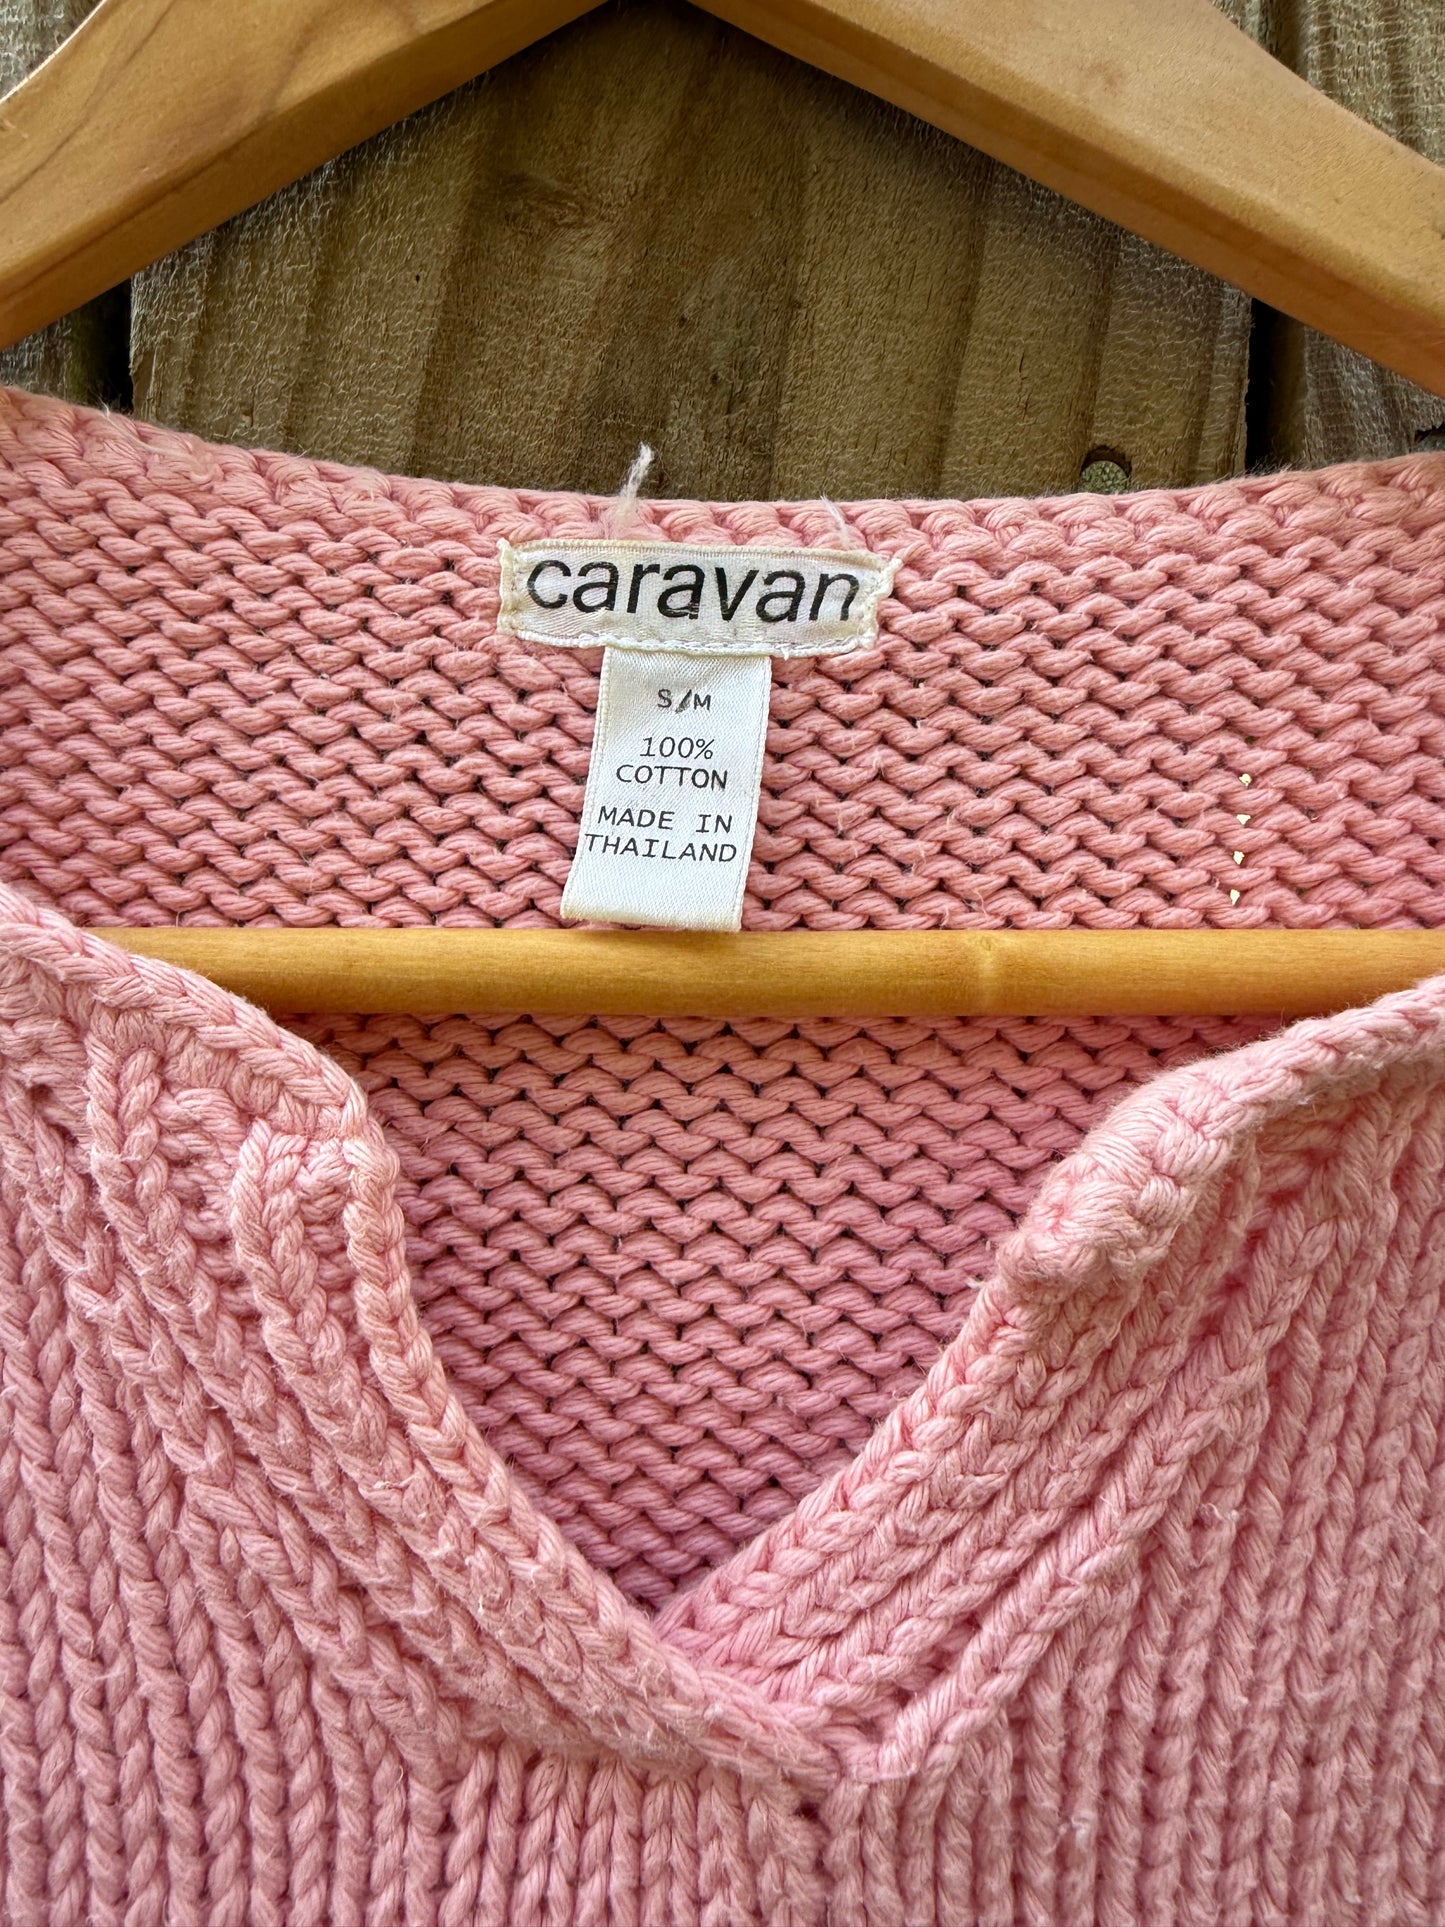 caravan
S/M
100%
COTTON
MADE IN
THAILAND